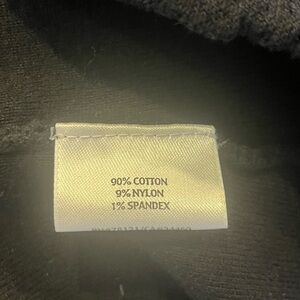 90% COTTON
9% NYLON
1% SPANDEX